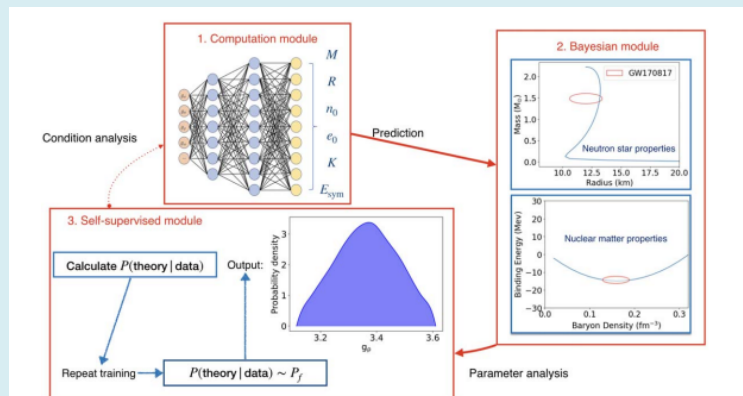 1. Computation module
M
R
n₀
e₀
K
E_sym
Condition analysis
Prediction
2. Bayesian module
GW170817
Mass (M⊙)
2.0
1.5
1.0
0.5
0.0
Neutron star properties
10.0 12.5 15.0 17.5 20.0
Radius (km)
Binding Energy (Mev)
30
20
10
0
−10
−20
−30
Nuclear matter properties
0.0 0.1 0.2 0.3
Baryon Density (fm⁻³)
3. Self-supervised module
Calculate P(theory | data)
Output:
Probability density
3
2
1
0
3.2 3.4 3.6
gρ
Repeat training
P(theory | data) ~ P_f
Parameter analysis